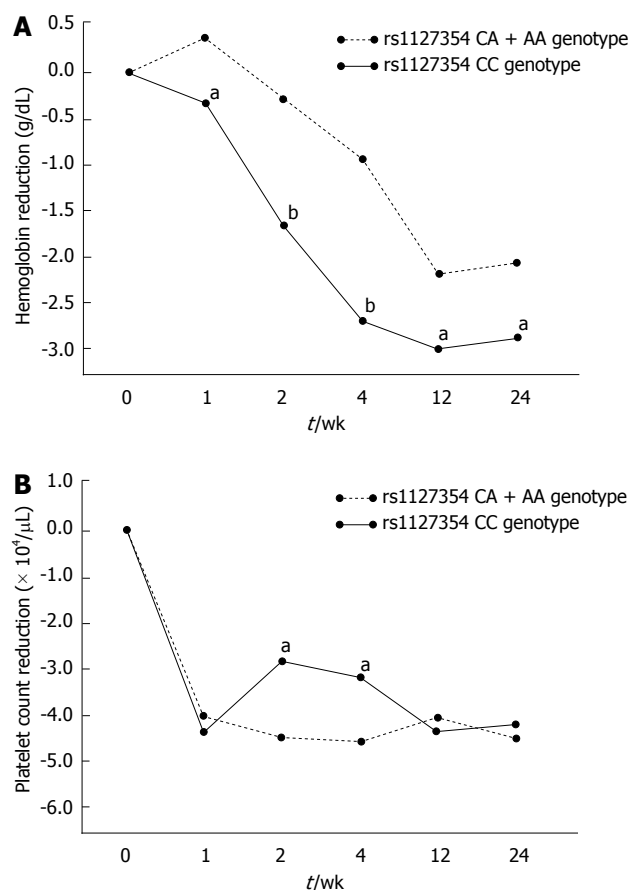 A
rs1127354 CA + AA genotype
rs1127354 CC genotype
Hemoglobin reduction (g/dL)
0.5
0.0
-0.5
-1.0
-1.5
-2.0
-2.5
-3.0
a
b
b
a
a
0 1 2 4 12 24
t/wk
B
rs1127354 CA + AA genotype
rs1127354 CC genotype
Platelet count reduction (× 10⁴/μL)
1.0
0.0
-1.0
-2.0
-3.0
-4.0
-5.0
-6.0
a a
0 1 2 4 12 24
t/wk